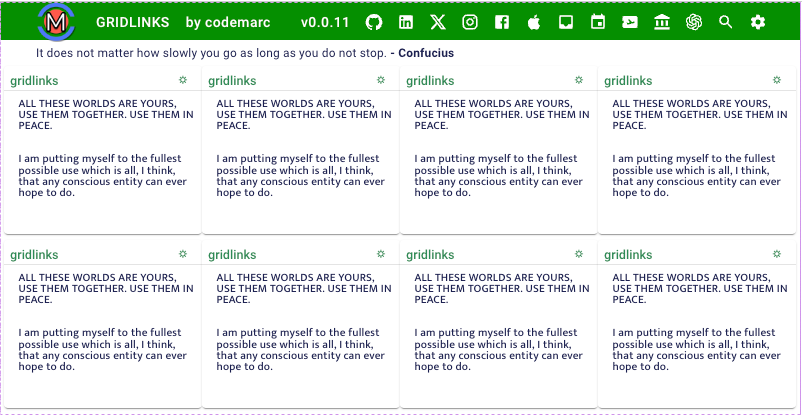 M GRIDLINKS by codemarc v0.0.11
It does not matter how slowly you go as long as you do not stop. - Confucius
gridlinks
ALL THESE WORLDS ARE YOURS,
USE THEM TOGETHER. USE THEM IN
PEACE.
I am putting myself to the fullest
possible use which is all, I think,
that any conscious entity can ever
hope to do.
gridlinks
ALL THESE WORLDS ARE YOURS,
USE THEM TOGETHER. USE THEM IN
PEACE.
I am putting myself to the fullest
possible use which is all, I think,
that any conscious entity can ever
hope to do.
gridlinks
ALL THESE WORLDS ARE YOURS,
USE THEM TOGETHER. USE THEM IN
PEACE.
I am putting myself to the fullest
possible use which is all, I think,
that any conscious entity can ever
hope to do.
gridlinks
ALL THESE WORLDS ARE YOURS,
USE THEM TOGETHER. USE THEM IN
PEACE.
I am putting myself to the fullest
possible use which is all, I think,
that any conscious entity can ever
hope to do.
gridlinks
ALL THESE WORLDS ARE YOURS,
USE THEM TOGETHER. USE THEM IN
PEACE.
I am putting myself to the fullest
possible use which is all, I think,
that any conscious entity can ever
hope to do.
gridlinks
ALL THESE WORLDS ARE YOURS,
USE THEM TOGETHER. USE THEM IN
PEACE.
I am putting myself to the fullest
possible use which is all, I think,
that any conscious entity can ever
hope to do.
gridlinks
ALL THESE WORLDS ARE YOURS,
USE THEM TOGETHER. USE THEM IN
PEACE.
I am putting myself to the fullest
possible use which is all, I think,
that any conscious entity can ever
hope to do.
gridlinks
ALL THESE WORLDS ARE YOURS,
USE THEM TOGETHER. USE THEM IN
PEACE.
I am putting myself to the fullest
possible use which is all, I think,
that any conscious entity can ever
hope to do.